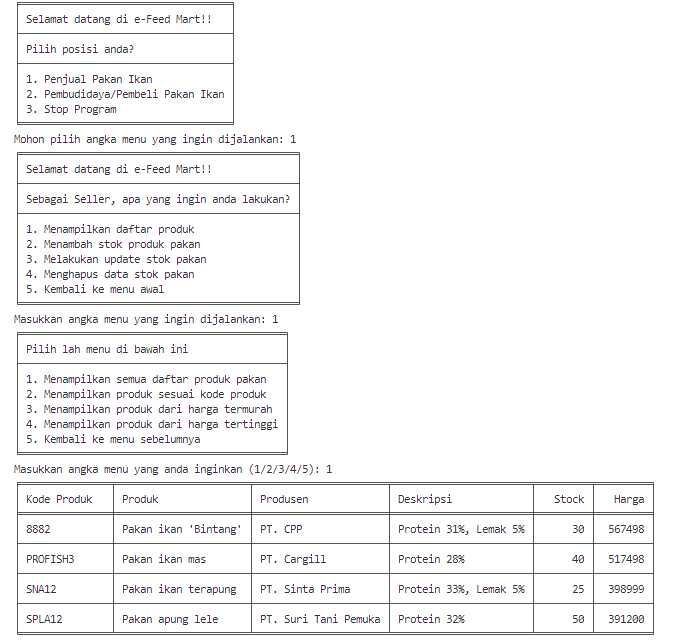 Selamat datang di e-Feed Mart!!
Pilih posisi anda?
1. Penjual Pakan Ikan
2. Pembudidaya/Pembeli Pakan Ikan
3. Stop Program
Mohon pilih angka menu yang ingin dijalankan: 1
Selamat datang di e-Feed Mart!!
Sebagai Seller, apa yang ingin anda lakukan?
1. Menampilkan daftar produk
2. Menambah stok produk pakan
3. Melakukan update stok pakan
4. Menghapus data stok pakan
5. Kembali ke menu awal
Masukkan angka menu yang ingin dijalankan: 1
Pilih lah menu di bawah ini
1. Menampilkan semua daftar produk pakan
2. Menampilkan produk sesuai kode produk
3. Menampilkan produk dari harga termurah
4. Menampilkan produk dari harga tertinggi
5. Kembali ke menu sebelumnya
Masukkan angka menu yang anda inginkan (1/2/3/4/5): 1
Kode Produk Produk Produsen Deskripsi Stock Harga
8882 Pakan ikan 'Bintang' PT. CPP Protein 31%, Lemak 5% 30 567498
PROFISH3 Pakan ikan mas PT. Cargill Protein 28% 40 517498
SNA12 Pakan ikan terapung PT. Sinta Prima Protein 33%, Lemak 5% 25 398999
SPLA12 Pakan apung lele PT. Suri Tani Pemuka Protein 32% 50 391200